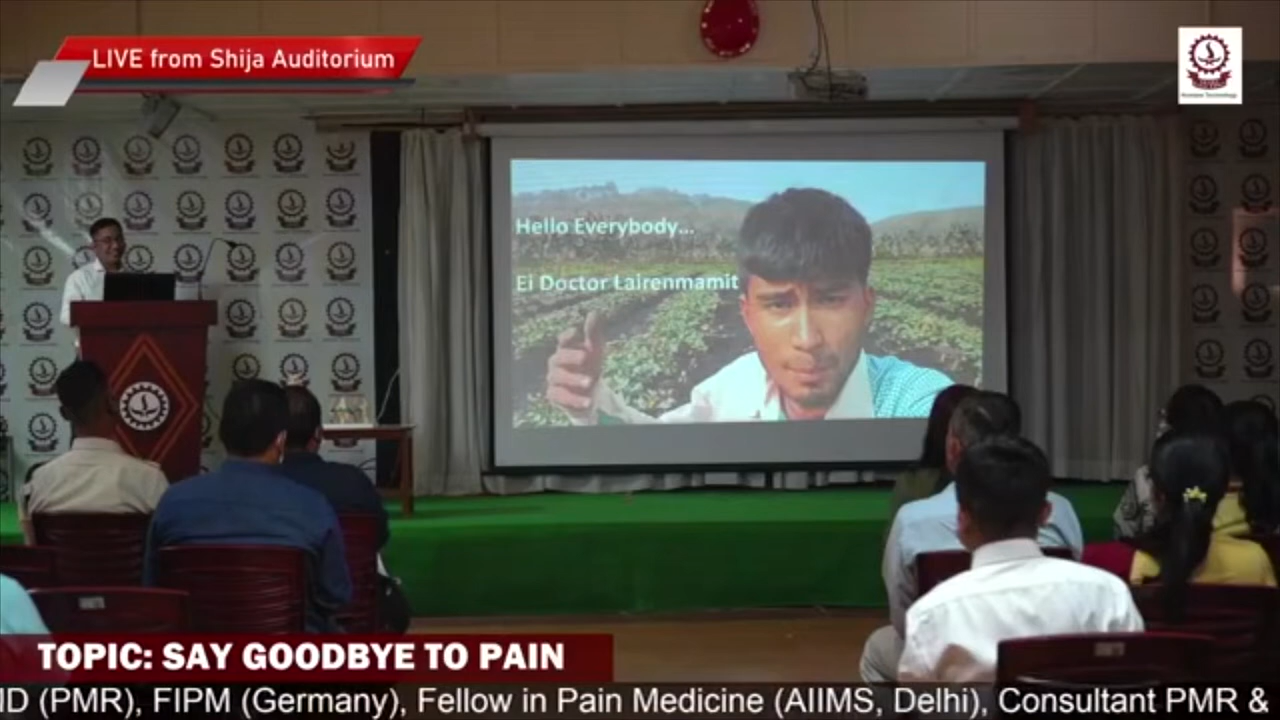 LIVE from Shija Auditorium
Hello Everybody...
Ei Doctor Lairenmamit
TOPIC: SAY GOODBYE TO PAIN
(PMR), FIPM (Germany), Fellow in Pain Medicine (AIIMS, Delhi), Consultant PMR &